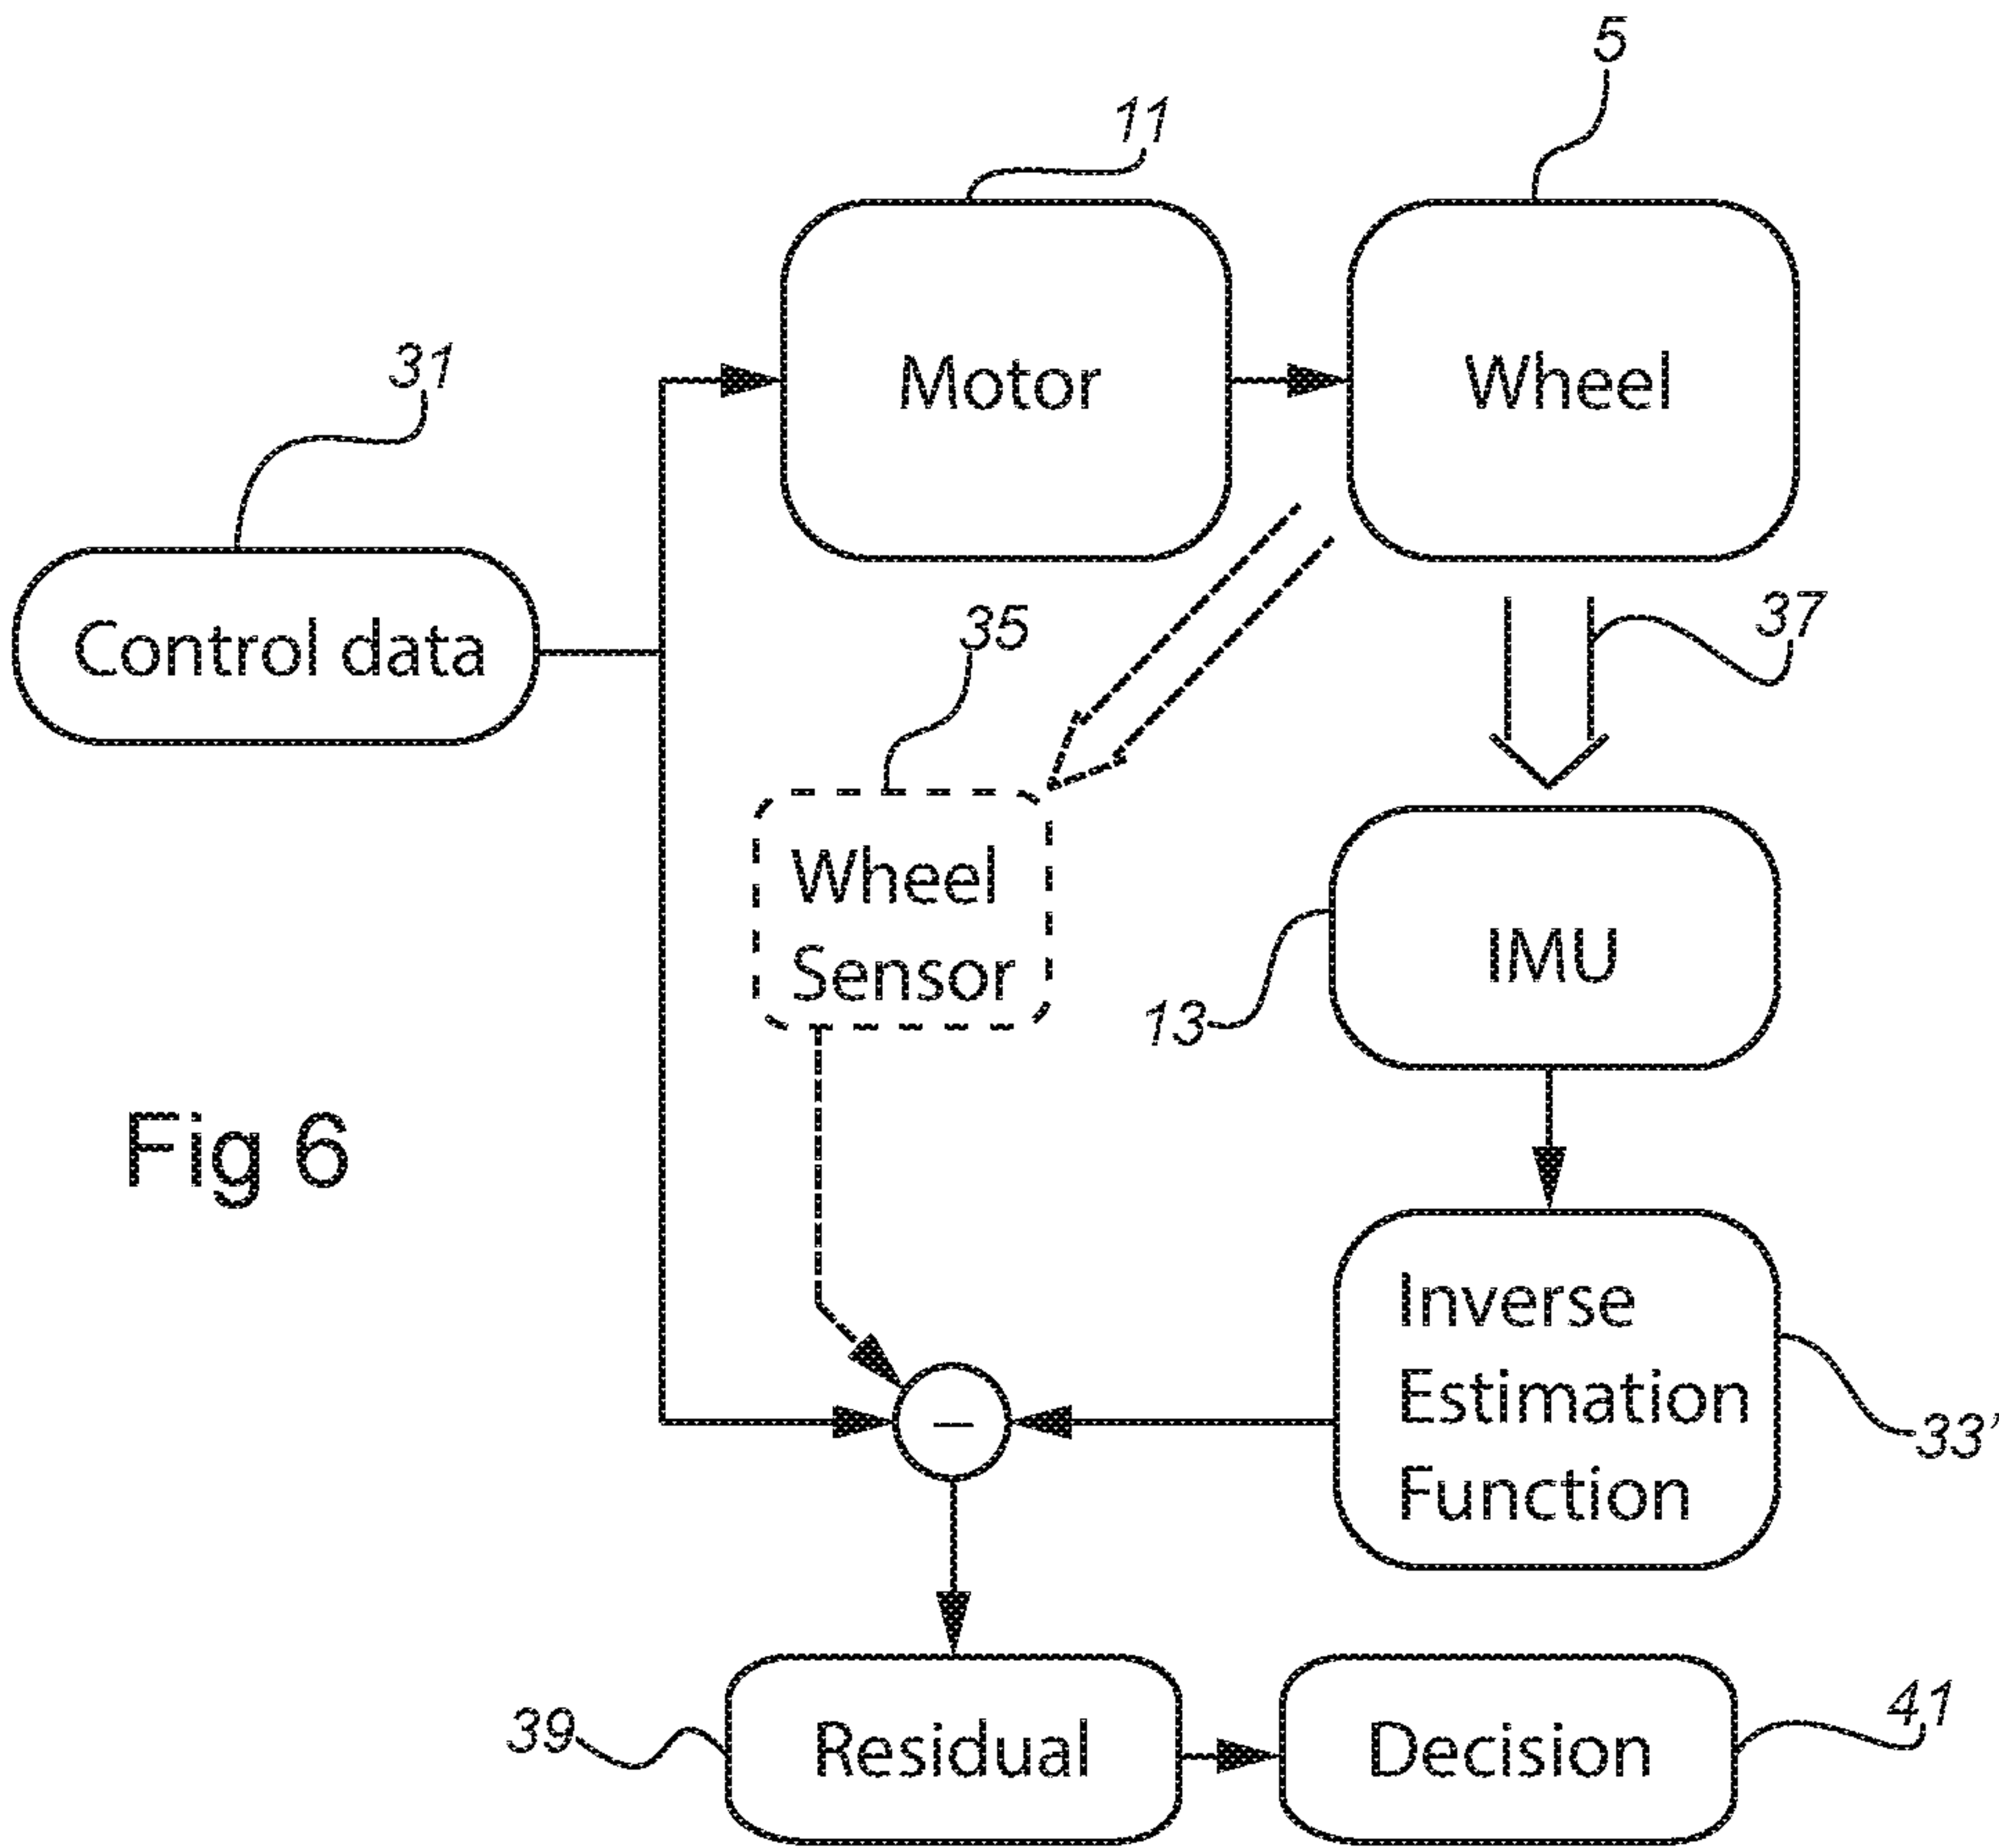 5
11
Motor
Wheel
31
Control data
35
37
Wheel
Sensor
IMU
13
Fig 6
Inverse
Estimation
Function
33'
–
39
Residual
Decision
41